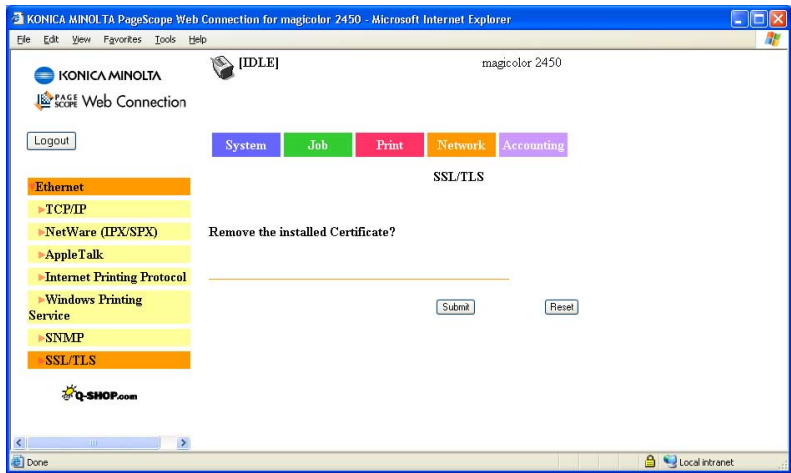 KONICA MINOLTA PageScope Web Connection for magicolor 2450 - Microsoft Internet Explorer
File Edit View Favorites Tools Help
KONICA MINOLTA
[IDLE]
magicolor 2450
PAGE SCOPE Web Connection
Logout
System Job Print Network Accounting
SSL/TLS
Ethernet
TCP/IP
NetWare (IPX/SPX)
Remove the installed Certificate?
AppleTalk
Internet Printing Protocol
Windows Printing
Service
Submit Reset
SNMP
SSL/TLS
Q-SHOP.com
Done
Local intranet